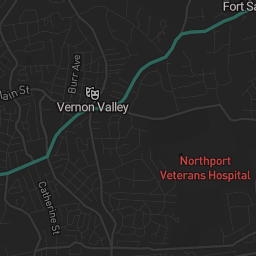 Fort Sa
Burr Ave
ain St
Vernon Valley
Northport
Veterans Hospital
Catherine St